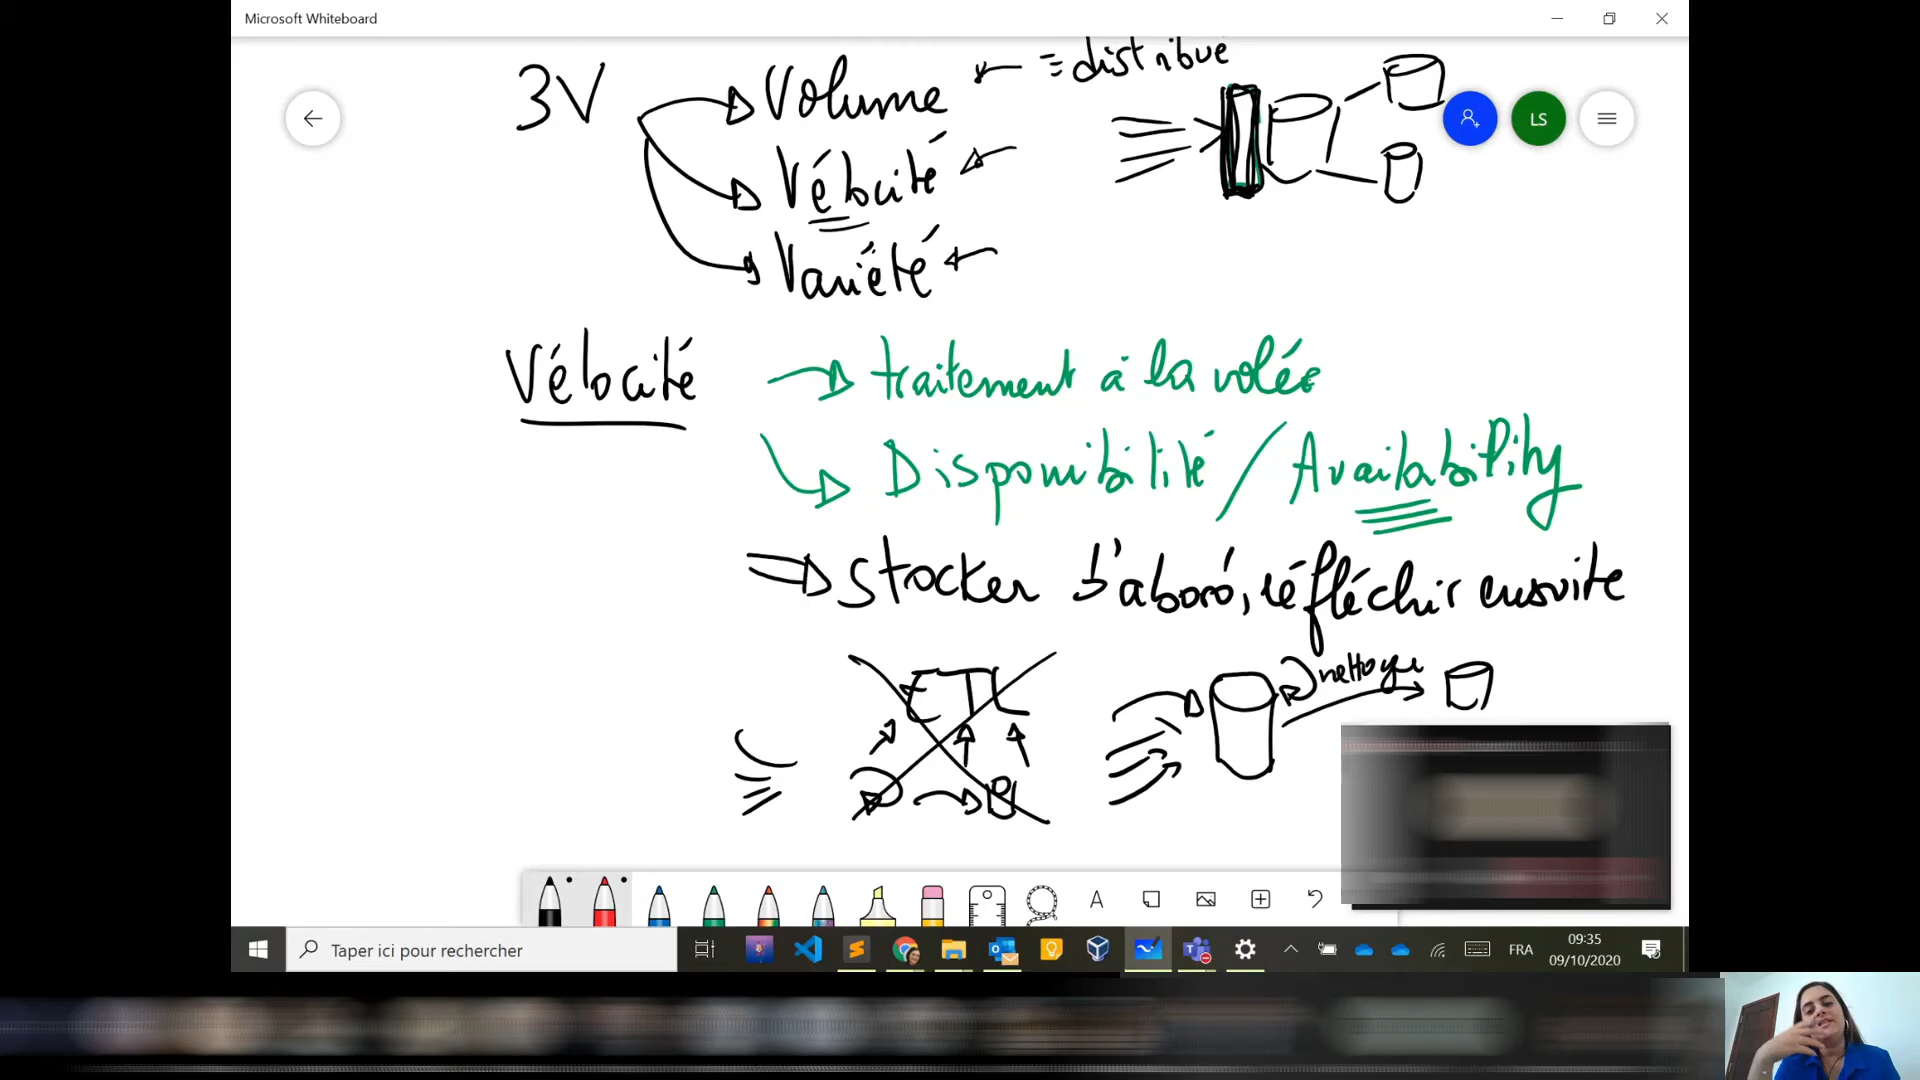 Microsoft Whiteboard
3V
Volume
= distribué
LS
Vélocité
Variété
Vélocité
traitement à la volée
Disponibilité / Availability
Stocker d'abord, réfléchir ensuite
ETL
nettoyer
Taper ici pour rechercher
FRA
09:35
09/10/2020